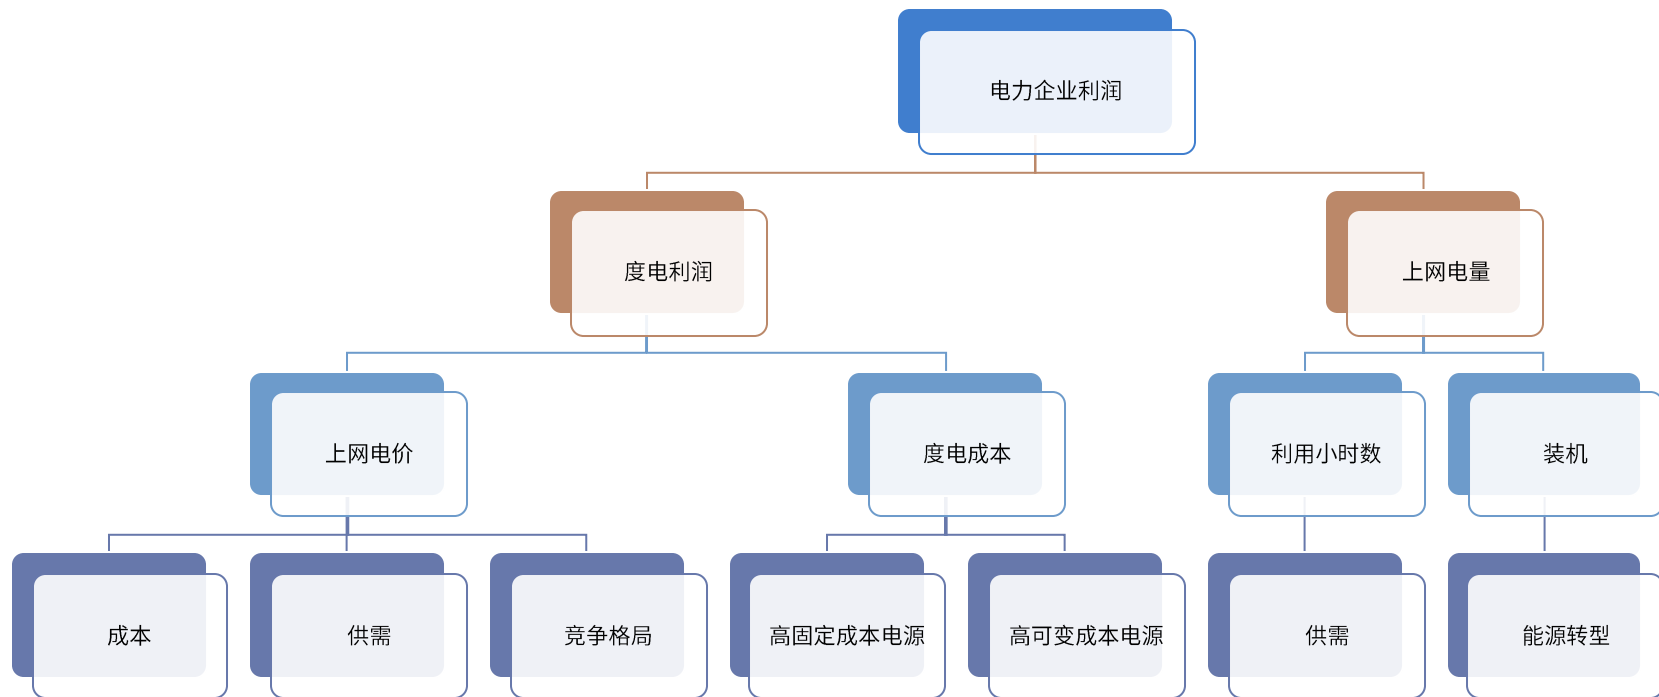 电力企业利润
度电利润
上网电量
上网电价
度电成本
利用小时数
装机
成本
供需
竞争格局
高固定成本电源
高可变成本电源
供需
能源转型